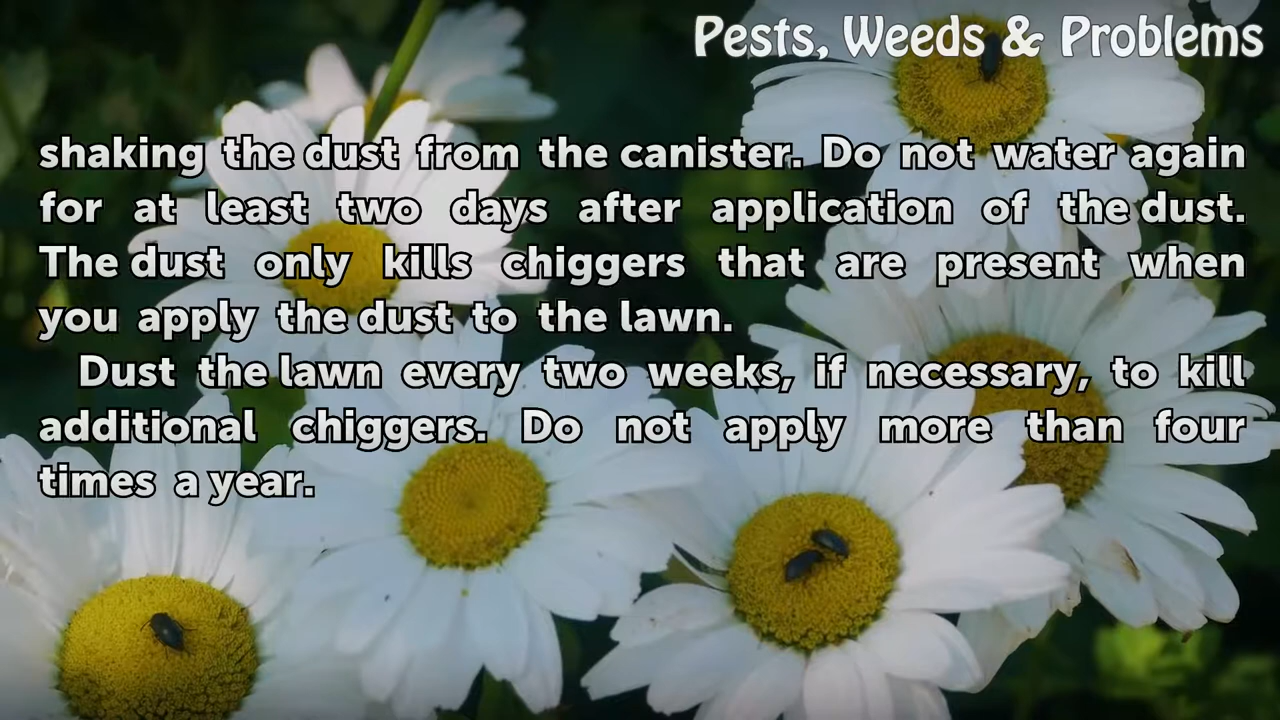 Pests, Weeds & Problems
shaking the dust from the canister. Do not water again
for at least two days after application of the dust.
The dust only kills chiggers that are present when
you apply the dust to the lawn.
Dust the lawn every two weeks, if necessary, to kill
additional chiggers. Do not apply more than four
times a year.